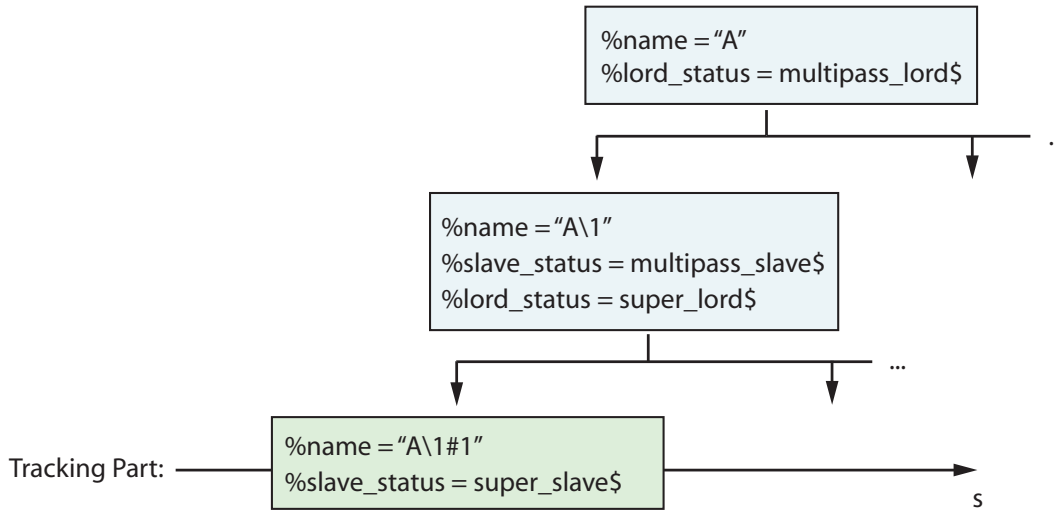 %name = “A”
%lord_status = multipass_lord$
.
%name = “A\1”
%slave_status = multipass_slave$
%lord_status = super_lord$
...
%name = “A\1#1”
%slave_status = super_slave$
Tracking Part:
s